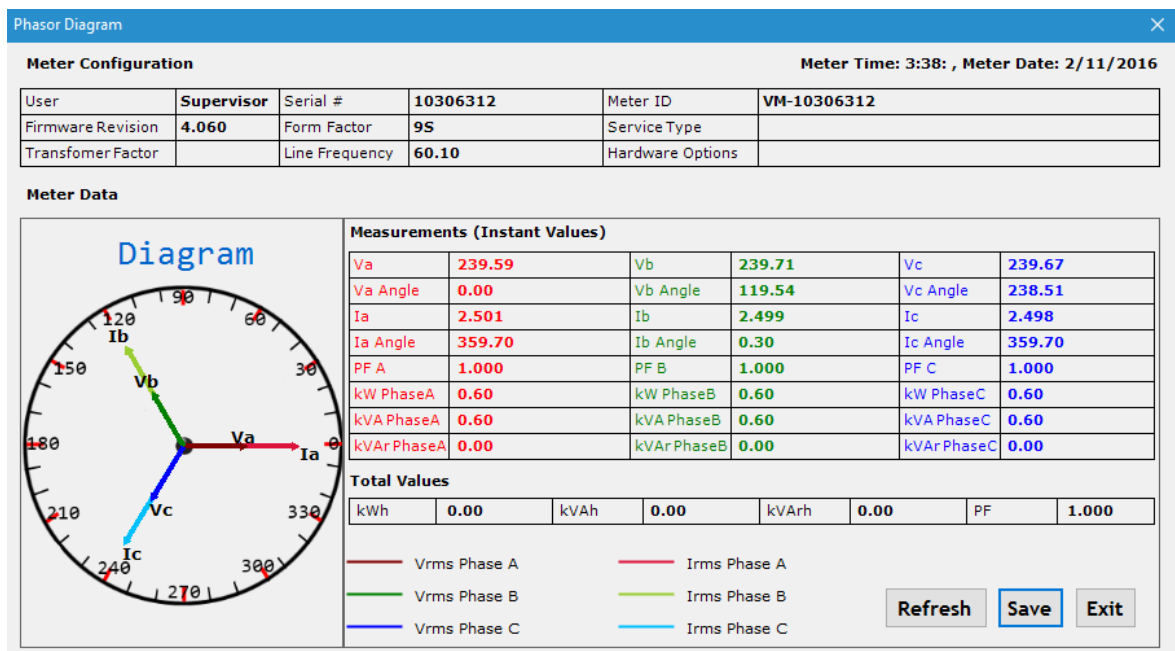 Phasor Diagram
Meter Configuration Meter Time: 3:38: , Meter Date: 2/11/2016
User Supervisor Serial # 10306312 Meter ID VM-10306312
Firmware Revision 4.060 Form Factor 9S Service Type
Transfomer Factor Line Frequency 60.10 Hardware Options
Meter Data
Diagram
90
120 60
Ib
150 30
Vb
180 Va 0
Ia
210 Vc 330
Ic
240 300
270
Measurements (Instant Values)
Va 239.59 Vb 239.71 Vc 239.67
Va Angle 0.00 Vb Angle 119.54 Vc Angle 238.51
Ia 2.501 Ib 2.499 Ic 2.498
Ia Angle 359.70 Ib Angle 0.30 Ic Angle 359.70
PF A 1.000 PF B 1.000 PF C 1.000
kW PhaseA 0.60 kW PhaseB 0.60 kW PhaseC 0.60
kVA PhaseA 0.60 kVA PhaseB 0.60 kVA PhaseC 0.60
kVAr PhaseA 0.00 kVAr PhaseB 0.00 kVAr PhaseC 0.00
Total Values
kWh 0.00 kVAh 0.00 kVArh 0.00 PF 1.000
Vrms Phase A Irms Phase A
Vrms Phase B Irms Phase B
Vrms Phase C Irms Phase C
Refresh Save Exit